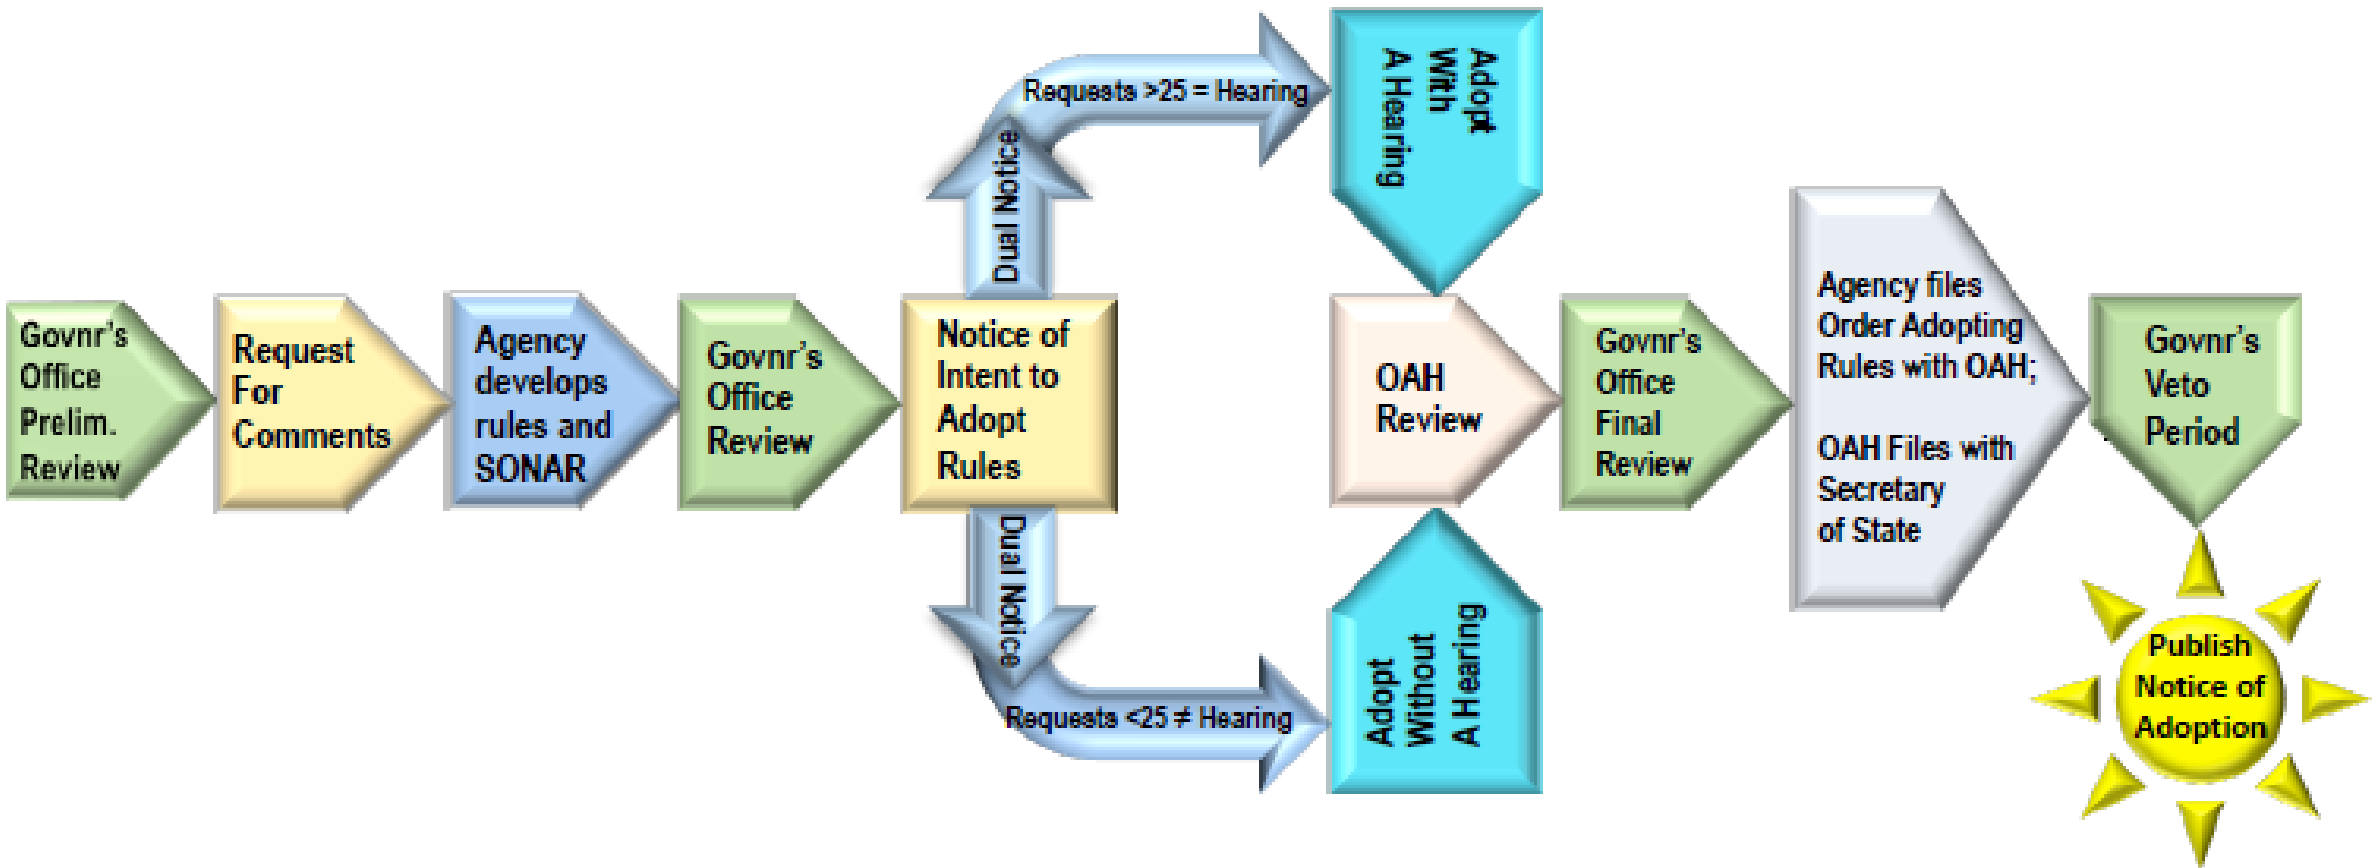 Govnr's
Office
Prelim.
Review
Request
For
Comments
Agency
develops
rules and
SONAR
Govnr's
Office
Review
Notice of
Intent to
Adopt
Rules
Dual Notice
Requests >25 = Hearing
Adopt
With
A Hearing
Dual Notice
Requests <25 ≠ Hearing
Adopt
Without
A Hearing
OAH
Review
Govnr's
Office
Final
Review
Agency files
Order Adopting
Rules with OAH;
OAH Files with
Secretary
of State
Govnr's
Veto
Period
Publish
Notice of
Adoption